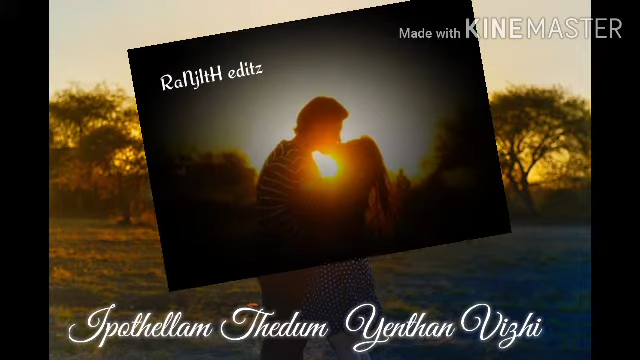 Made with KINEMASTER
RaNjItH editz
Ipothellam Thedum Yenthan Vizhi